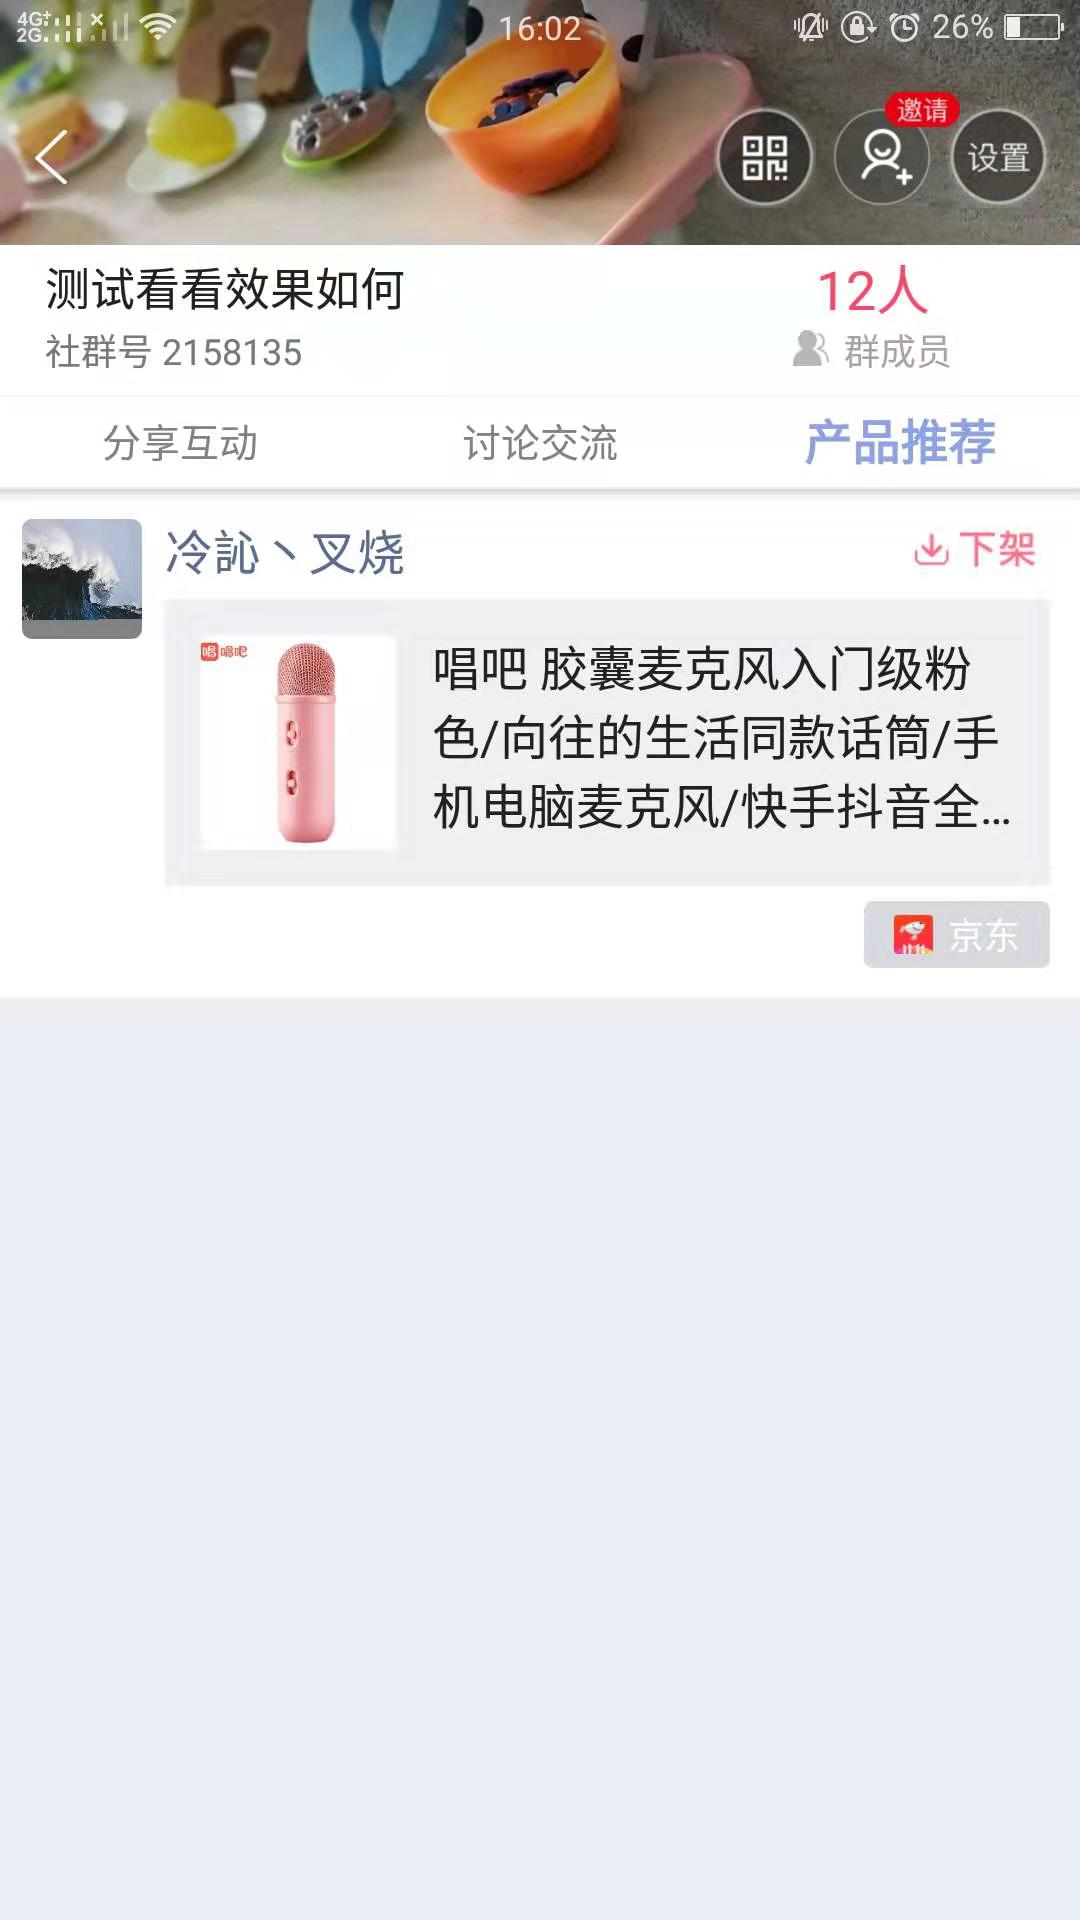 4G+
2G
16:02
26%
邀请
设置
测试看看效果如何
12人
社群号 2158135
群成员
分享互动
讨论交流
产品推荐
冷訫丶叉烧
下架
唱 唱吧
唱吧 胶囊麦克风入门级粉
色/向往的生活同款话筒/手
机电脑麦克风/快手抖音全...
京东